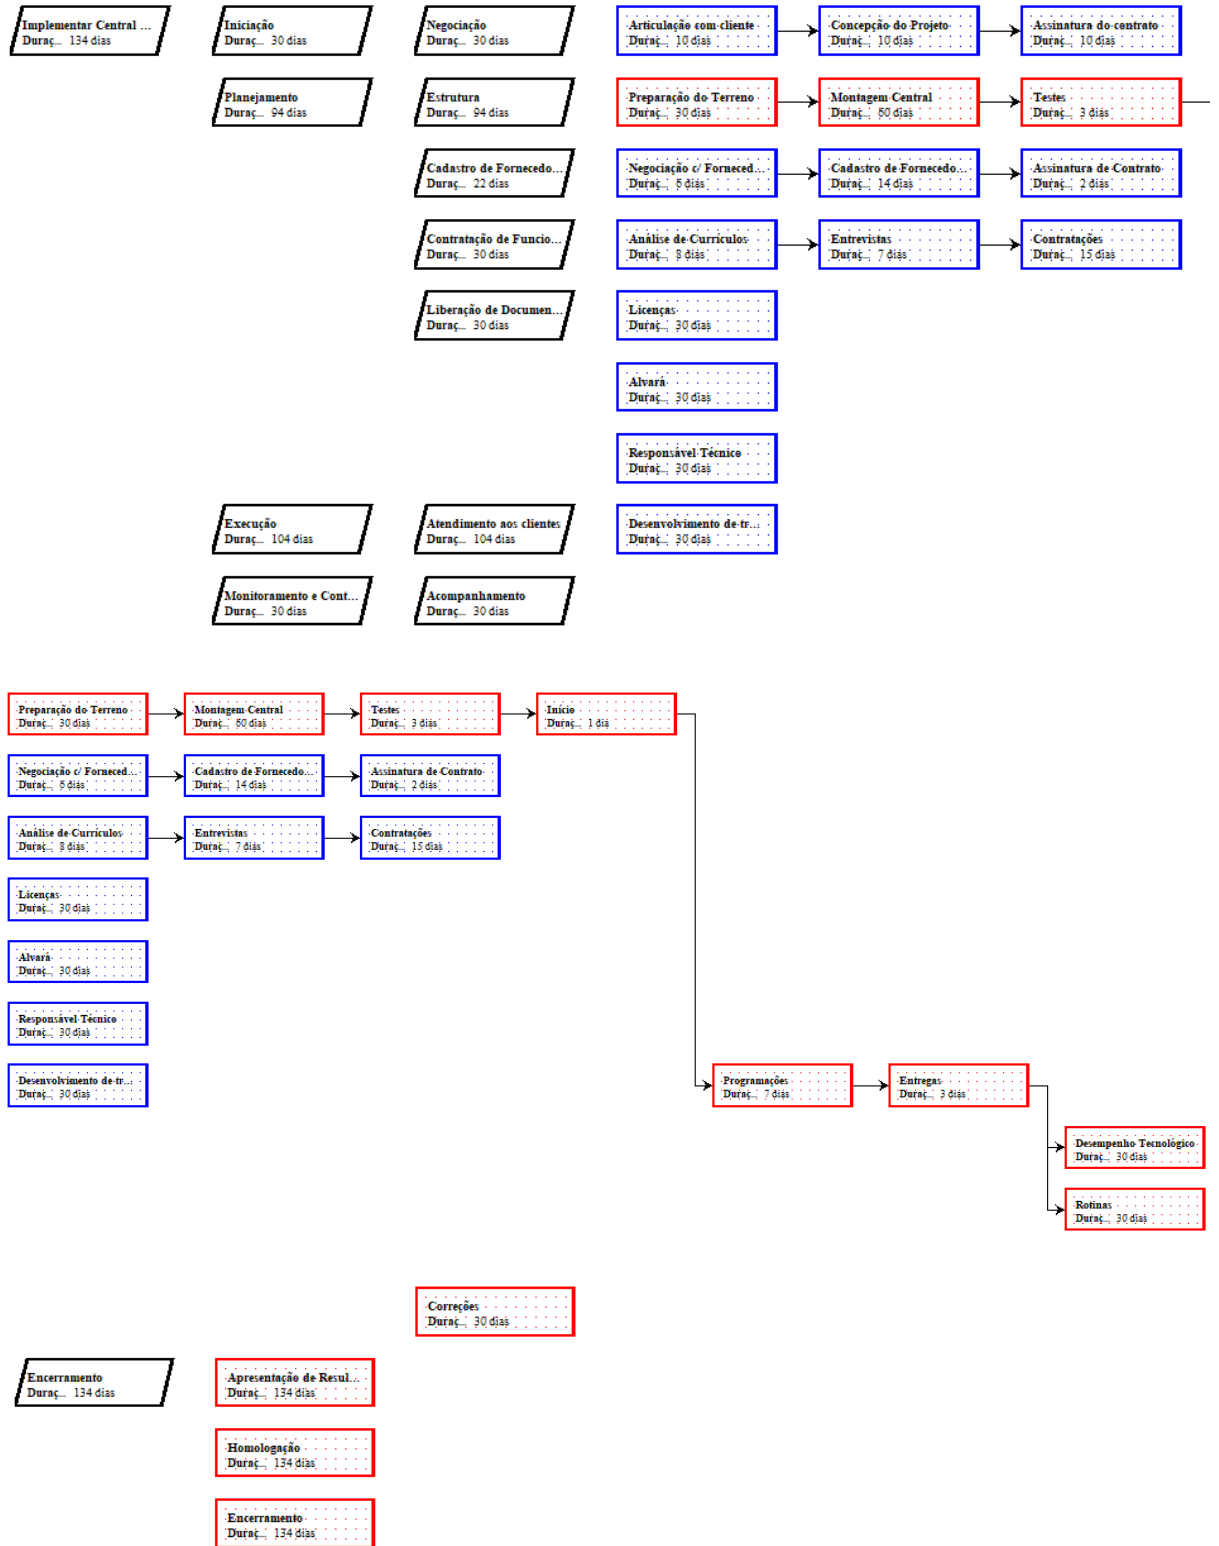 Implementar Central ...
Duraç... 134 dias
Iniciação
Duraç... 30 dias
Negociação
Duraç... 30 dias
Articulação com cliente
Duraç... 10 dias
Concepção do Projeto
Duraç... 10 dias
Assinatura do contrato
Duraç... 10 dias
Planejamento
Duraç... 94 dias
Estrutura
Duraç... 94 dias
Preparação do Terreno
Duraç... 30 dias
Montagem Central
Duraç... 60 dias
Testes
Duraç... 3 dias
Cadastro de Fornecedo...
Duraç... 22 dias
Negociação c/ Forneced...
Duraç... 6 dias
Cadastro de Fornecedo...
Duraç... 14 dias
Assinatura de Contrato
Duraç... 2 dias
Contratação de Funcio...
Duraç... 30 dias
Análise de Currículos
Duraç... 8 dias
Entrevistas
Duraç... 7 dias
Contratações
Duraç... 15 dias
Liberação de Documen...
Duraç... 30 dias
Licenças
Duraç... 30 dias
Alvará
Duraç... 30 dias
Responsável Técnico
Duraç... 30 dias
Execução
Duraç... 104 dias
Atendimento aos clientes
Duraç... 104 dias
Desenvolvimento de tr...
Duraç... 30 dias
Monitoramento e Cont...
Duraç... 30 dias
Acompanhamento
Duraç... 30 dias
Preparação do Terreno
Duraç... 30 dias
Montagem Central
Duraç... 60 dias
Testes
Duraç... 3 dias
Início
Duraç... 1 dia
Negociação c/ Forneced...
Duraç... 6 dias
Cadastro de Fornecedo...
Duraç... 14 dias
Assinatura de Contrato
Duraç... 2 dias
Análise de Currículos
Duraç... 8 dias
Entrevistas
Duraç... 7 dias
Contratações
Duraç... 15 dias
Licenças
Duraç... 30 dias
Alvará
Duraç... 30 dias
Responsável Técnico
Duraç... 30 dias
Desenvolvimento de tr...
Duraç... 30 dias
Programações
Duraç... 7 dias
Entregas
Duraç... 3 dias
Desempenho Tecnológico
Duraç... 30 dias
Rotinas
Duraç... 30 dias
Correções
Duraç... 30 dias
Encerramento
Duraç... 134 dias
Apresentação de Resul...
Duraç... 134 dias
Homologação
Duraç... 134 dias
Encerramento
Duraç... 134 dias